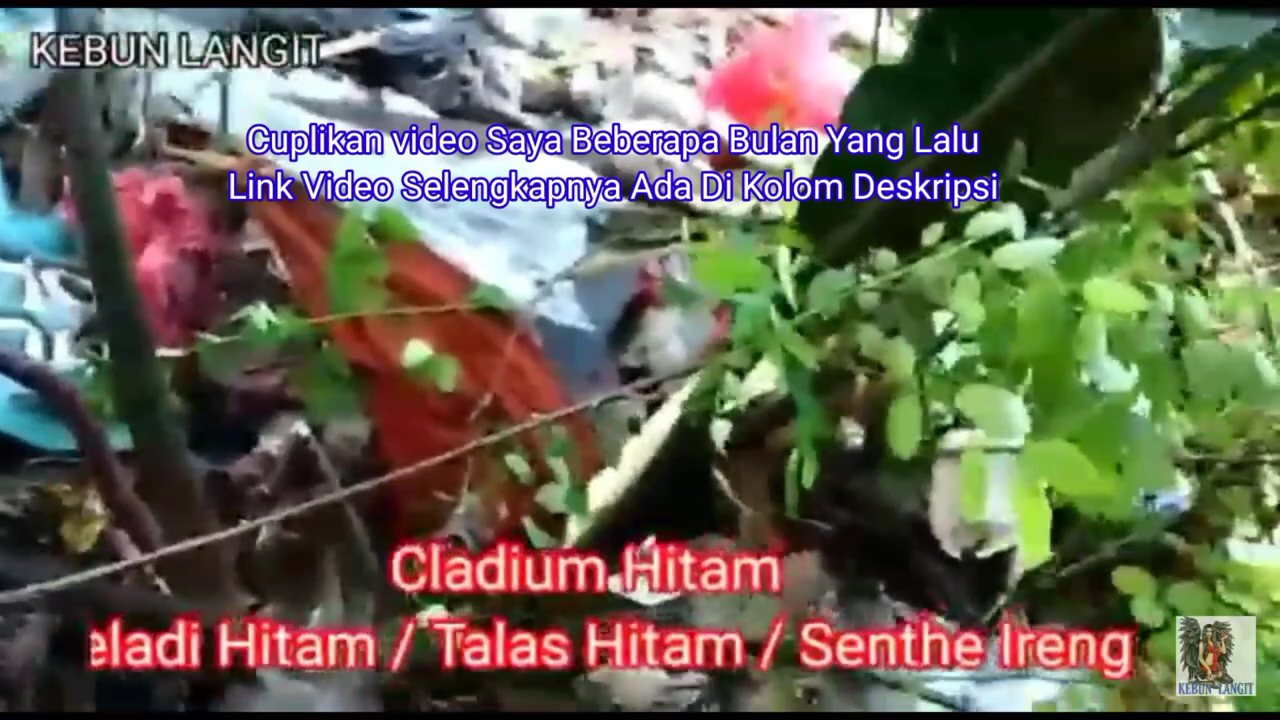 KEBUN LANGIT
Cuplikan video Saya Beberapa Bulan Yang Lalu
Link Video Selengkapnya Ada Di Kolom Deskripsi
Cladium Hitam
eladi Hitam / Talas Hitam / Senthe Ireng
KEBUN LANGIT